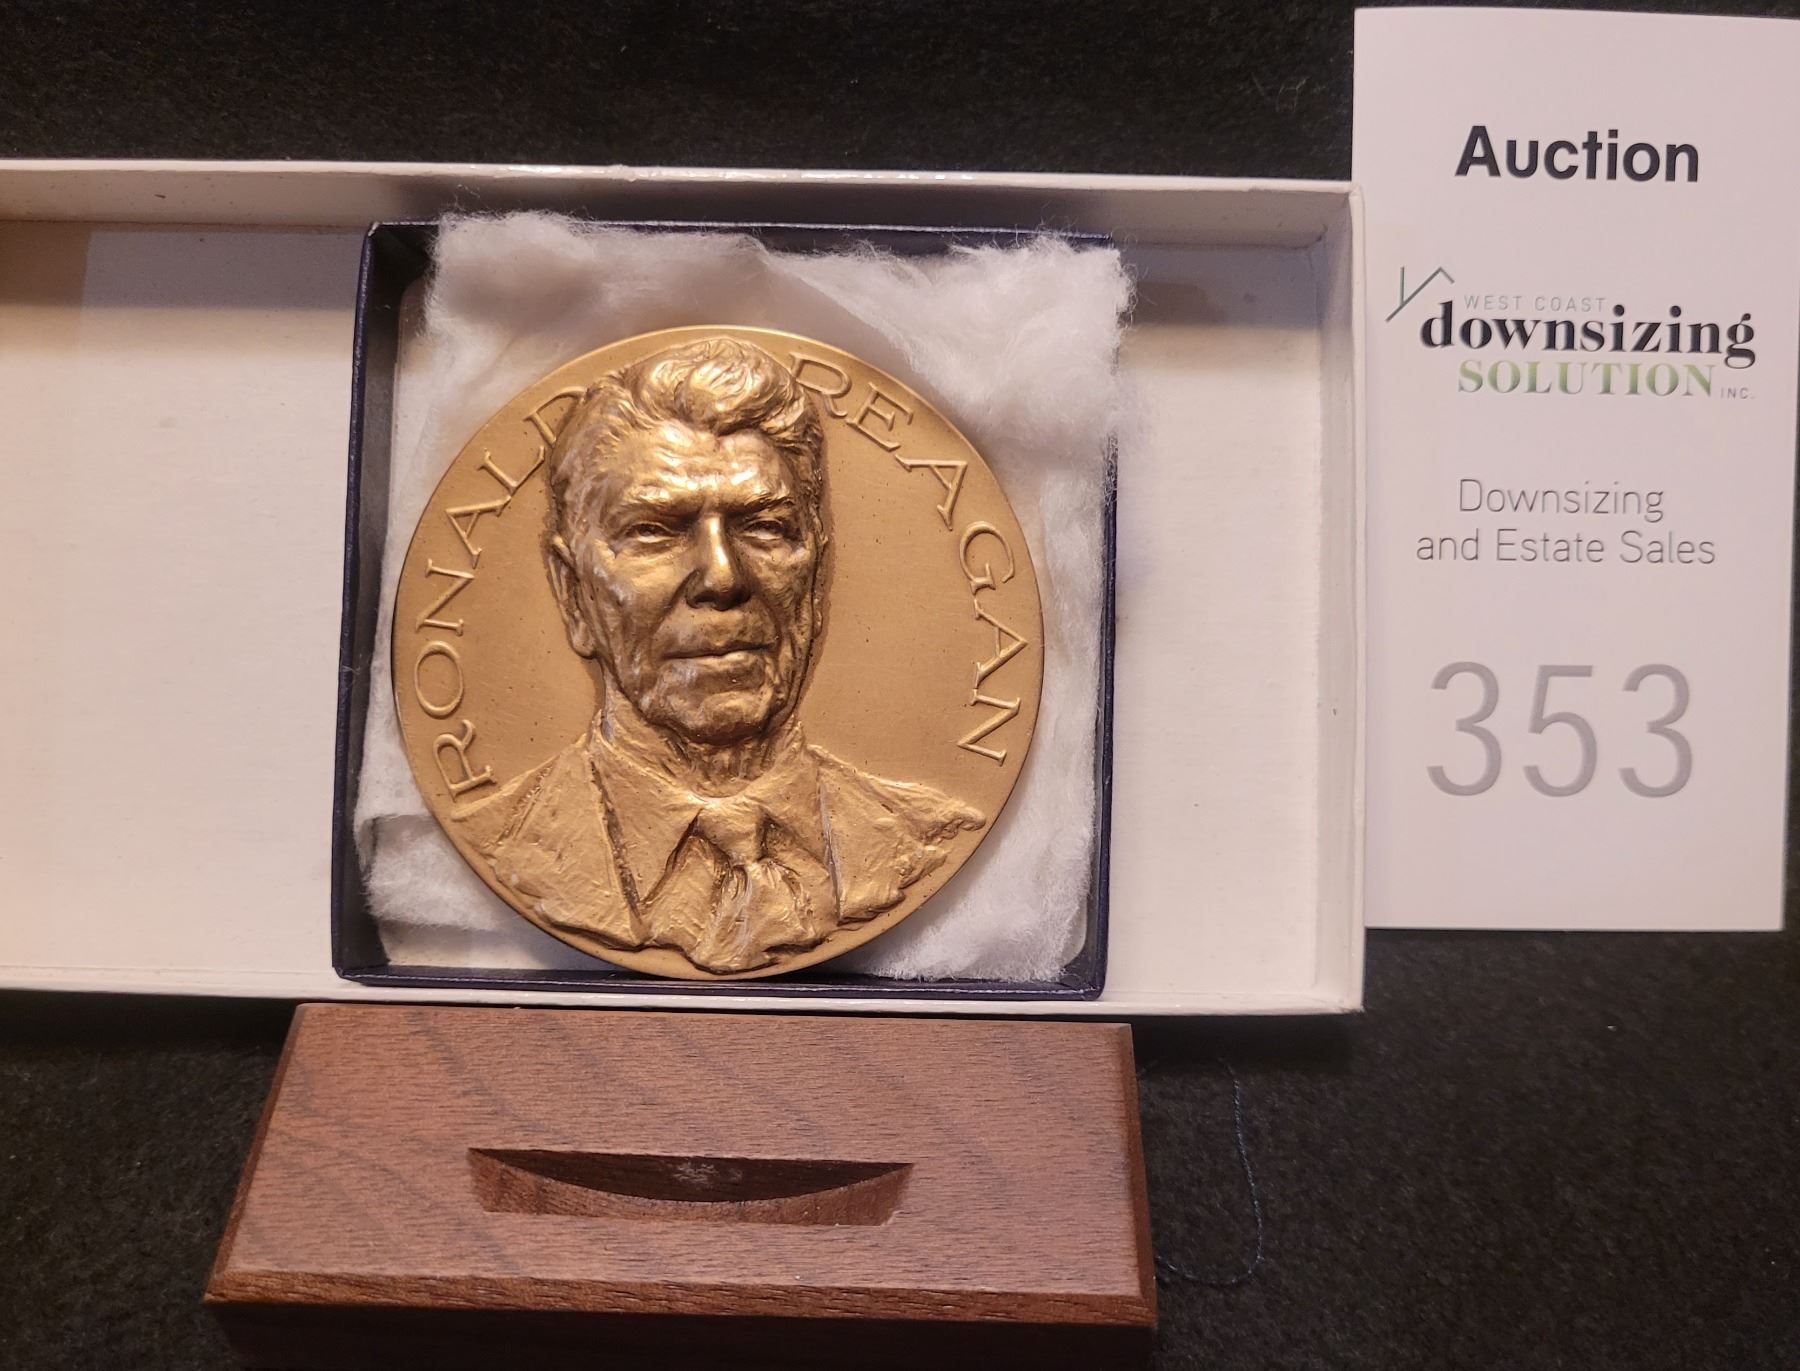 RONALD REAGAN
Auction
WEST COAST
downsizing
SOLUTION INC.
Downsizing
and Estate Sales
353